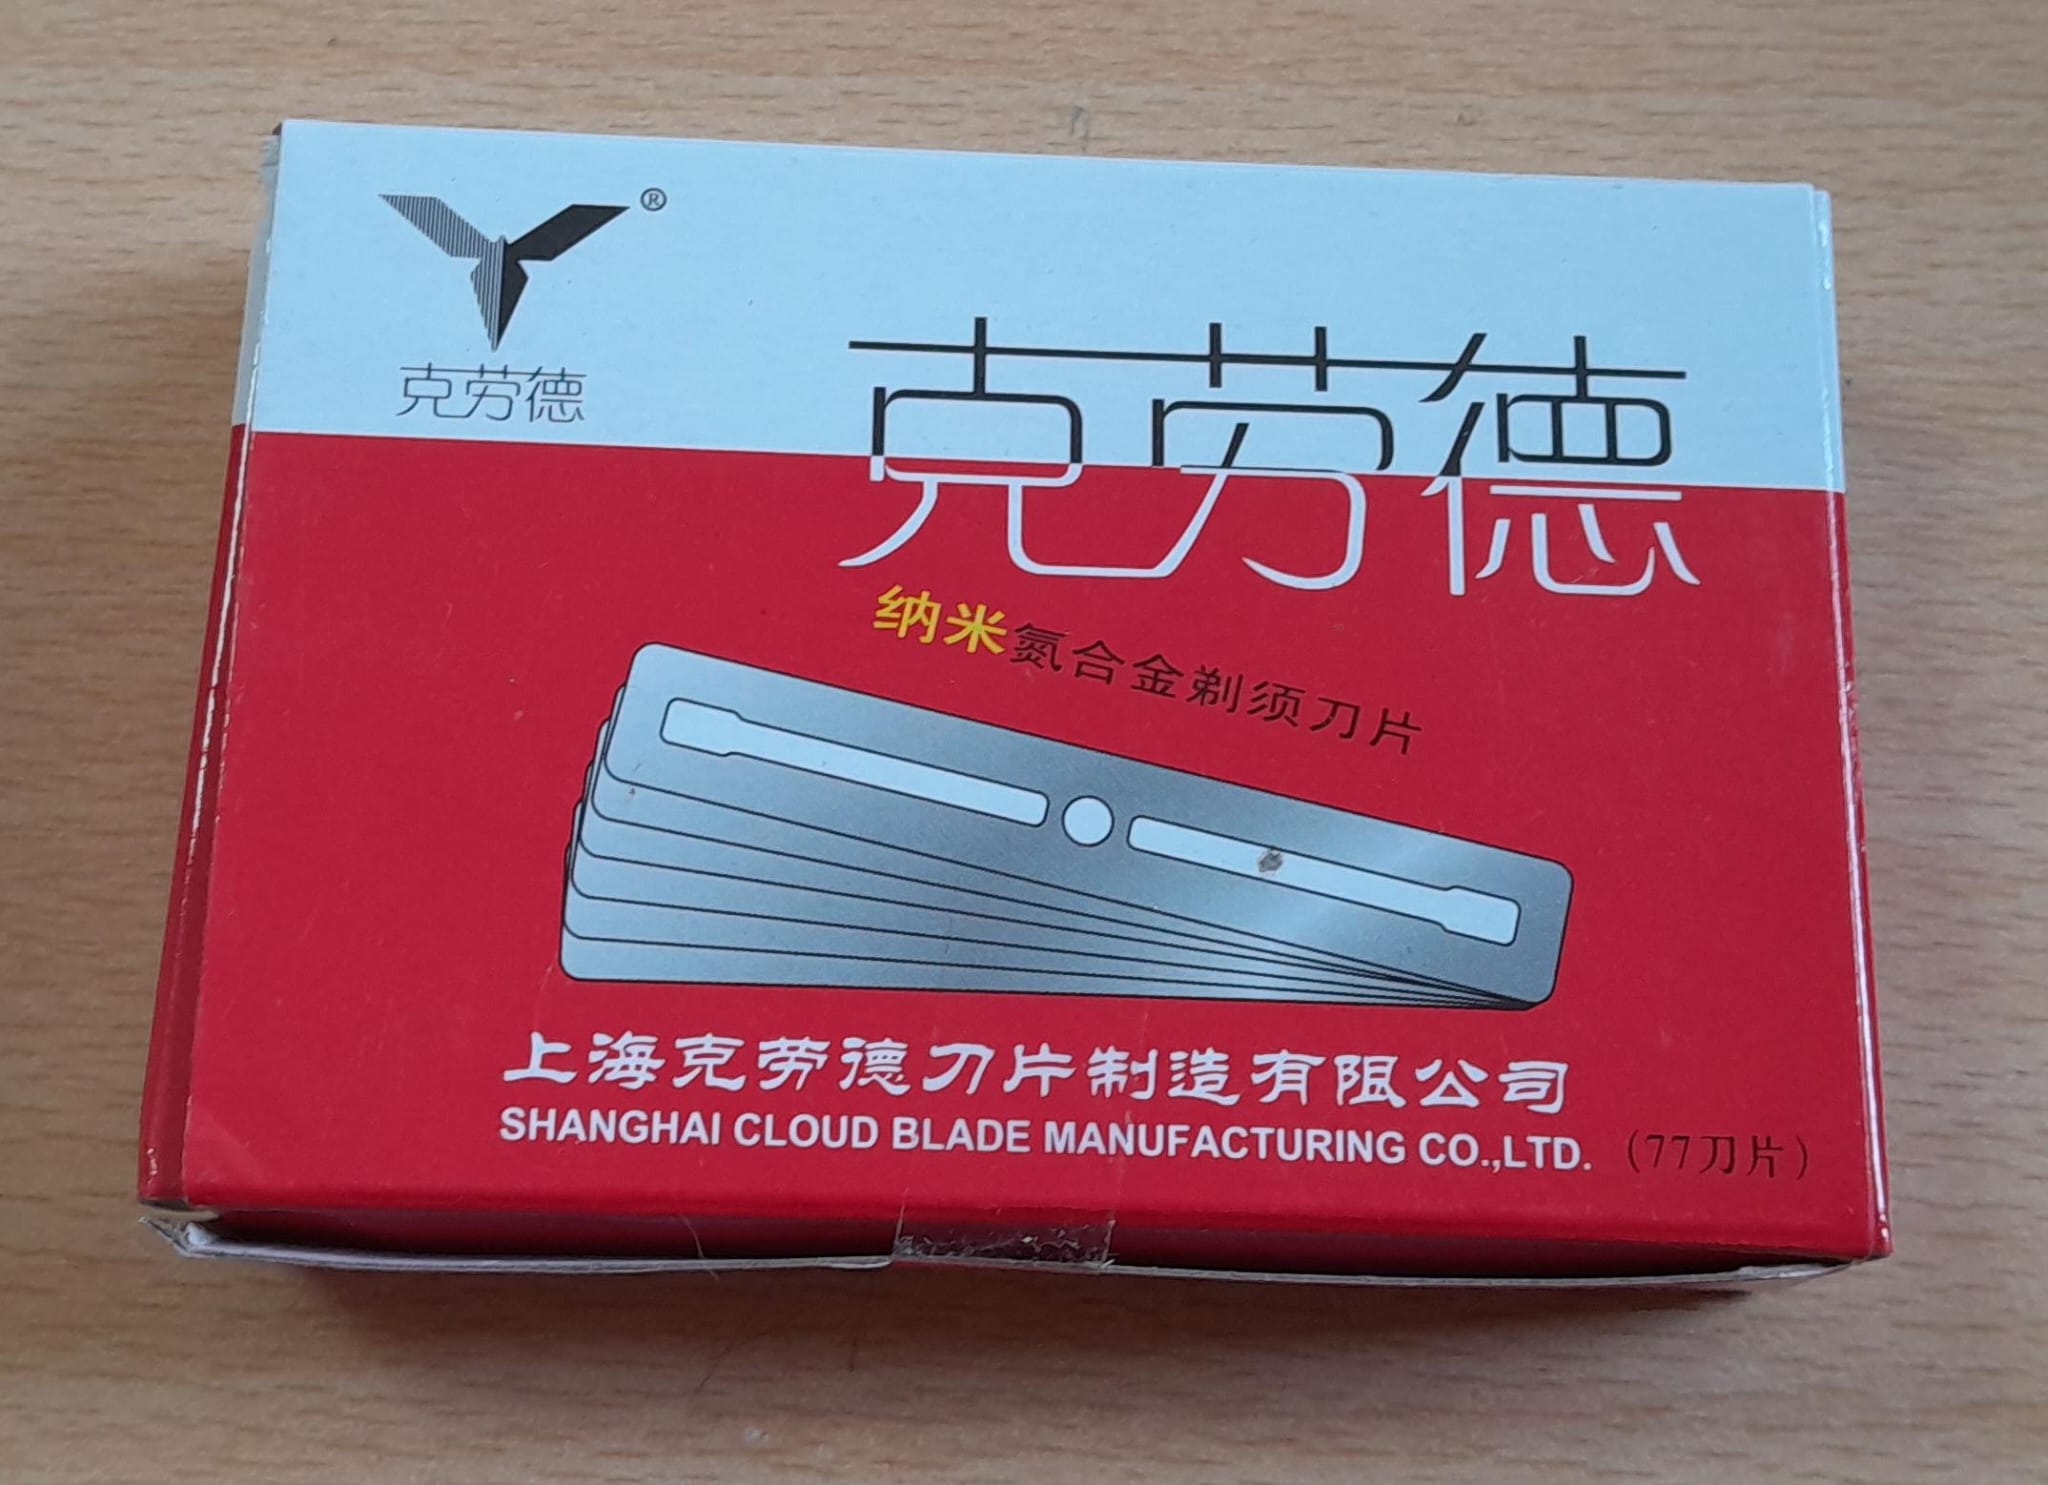 ®
克劳德
克劳德
纳米氮合金剃须刀片
上海克劳德刀片制造有限公司
SHANGHAI CLOUD BLADE MANUFACTURING CO.,LTD.
(77刀片)